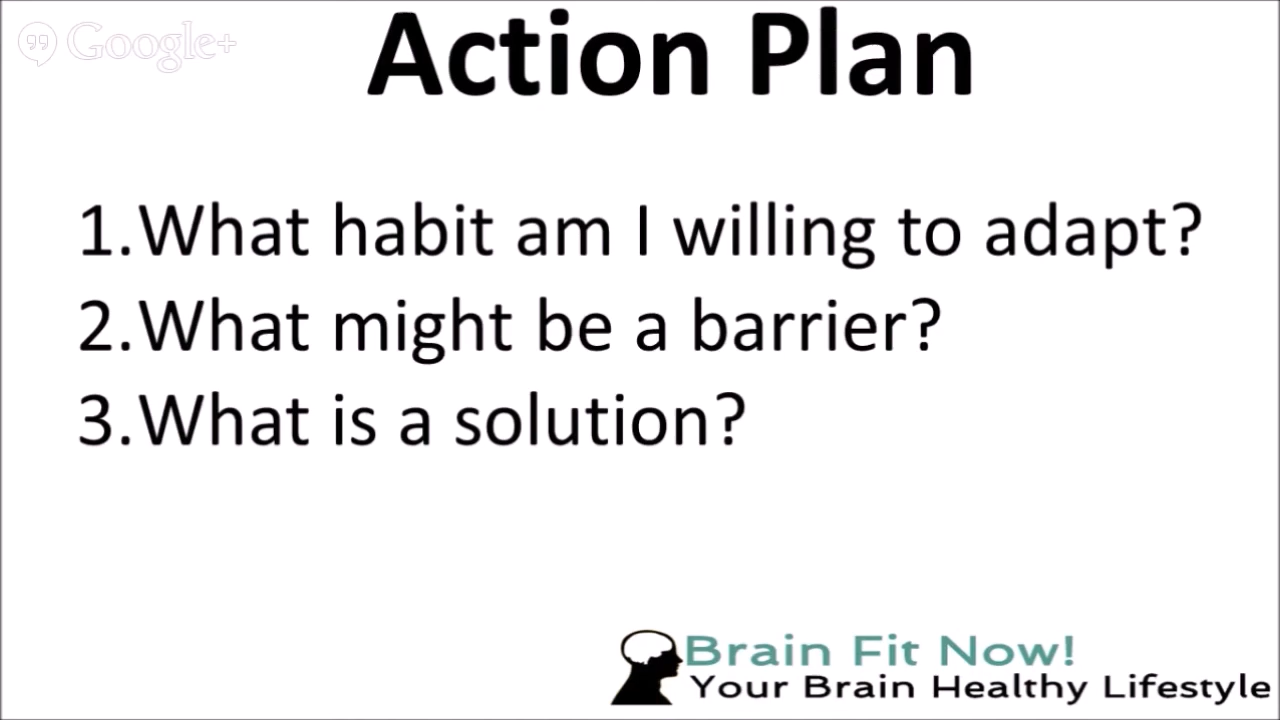 Google+
Action Plan
1.What habit am I willing to adapt?
2.What might be a barrier?
3.What is a solution?
Brain Fit Now!
Your Brain Healthy Lifestyle